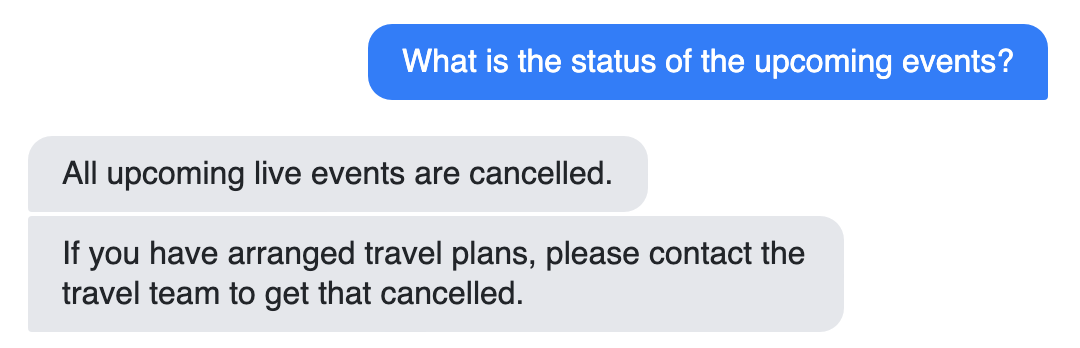 What is the status of the upcoming events?
All upcoming live events are cancelled.
If you have arranged travel plans, please contact the
travel team to get that cancelled.